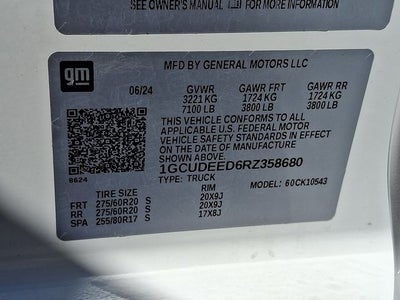 SEE OWNER'S MANUAL FOR MORE INFORMATION
gm
MFD BY GENERAL MOTORS LLC
06/24 GVWR GAWR FRT GAWR RR
3221 KG 1724 KG 1724 KG
7100 LB 3800 LB 3800 LB
THIS VEHICLE CONFORMS TO ALL
APPLICABLE U.S. FEDERAL MOTOR
VEHICLE SAFETY STANDARDS IN EFFECT
ON THE DATE OF MANUFACTURE
SHOWN ABOVE.
1GCUDEED6RZ358680
8624
TYPE: TRUCK
MODEL: 60CK10543
TIRE SIZE RIM
FRT 275/60R20 S 20X9J
RR 275/60R20 S 20X9J
SPA 255/80R17 S 17X8J